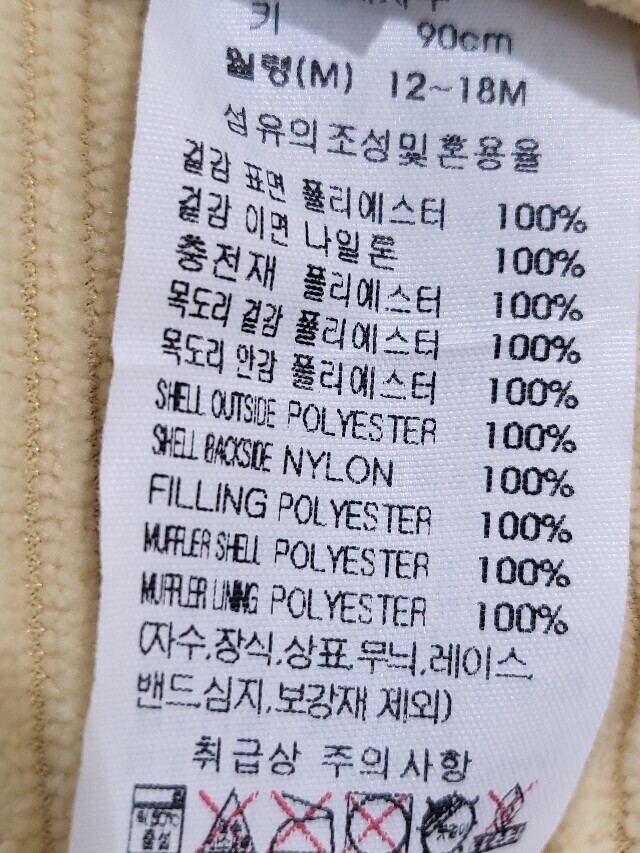 키 90cm
월령(M) 12~18M
섬유의조성및혼용율
겉감 표면 폴리에스터 100%
겉감 이면 나일론 100%
충전재 폴리에스터 100%
목도리 겉감 폴리에스터 100%
목도리 안감 폴리에스터 100%
SHELL OUTSIDE POLYESTER 100%
SHELL BACKSIDE NYLON 100%
FILLING POLYESTER 100%
MUFFLER SHELL POLYESTER 100%
MUFFLER LINING POLYESTER 100%
(자수,장식,상표,무늬,레이스,
밴드,심지,보강재 제외)
취급상 주의사항